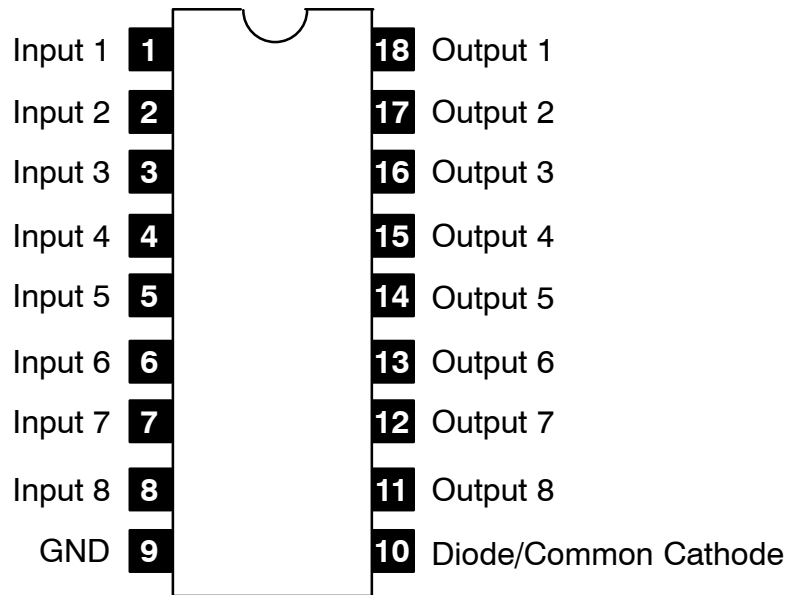 Input 1 1 18 Output 1
Input 2 2 17 Output 2
Input 3 3 16 Output 3
Input 4 4 15 Output 4
Input 5 5 14 Output 5
Input 6 6 13 Output 6
Input 7 7 12 Output 7
Input 8 8 11 Output 8
GND 9 10 Diode/Common Cathode